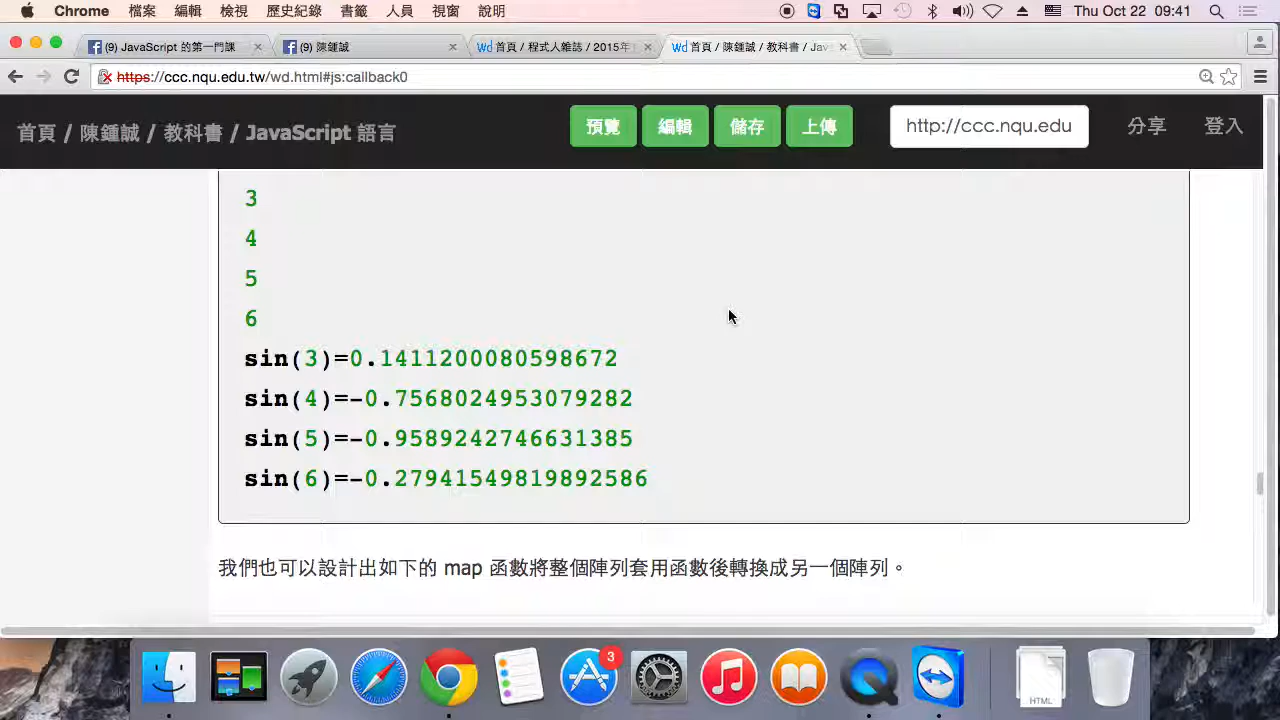 Chrome 檔案 編輯 檢視 歷史紀錄 書籤 人員 視窗 說明 Thu Oct 22 09:41
(9) JavaScript 的第一門課
(9) 陳鍾誠
Wd 首頁 / 程式人雜誌 / 2015年
Wd 首頁 / 陳鍾誠 / 教科書 / Jav
https://ccc.nqu.edu.tw/wd.html#js:callback0
首頁 / 陳鍾誠 / 教科書 / JavaScript 語言
預覽 編輯 儲存 上傳 http://ccc.nqu.edu 分享 登入
3
4
5
6
sin(3)=0.1411200080598672
sin(4)=-0.7568024953079282
sin(5)=-0.9589242746631385
sin(6)=-0.27941549819892586
我們也可以設計出如下的 map 函數將整個陣列套用函數後轉換成另一個陣列。
3
HTML